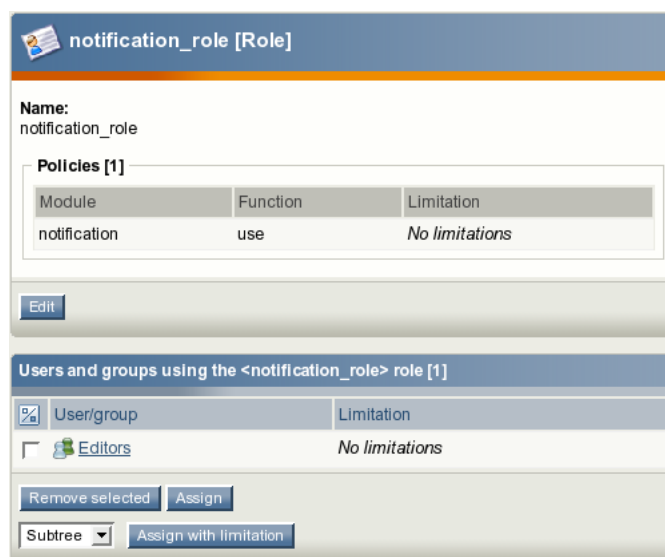 notification_role [Role]
Name:
notification_role
Policies [1]
Module Function Limitation
notification use No limitations
Edit
Users and groups using the <notification_role> role [1]
User/group Limitation
Editors No limitations
Remove selected Assign
Subtree Assign with limitation